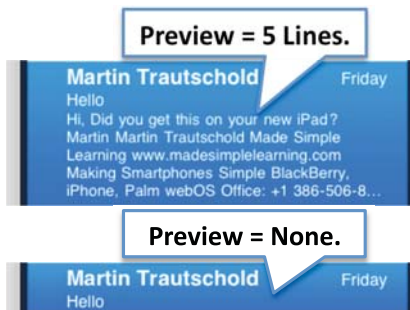 Preview = 5 Lines.
Martin Trautschold Friday
Hello
Hi, Did you get this on your new iPad?
Martin Martin Trautschold Made Simple
Learning www.madesimplelearning.com
Making Smartphones Simple BlackBerry,
iPhone, Palm webOS Office: +1 386-506-8...
Preview = None.
Martin Trautschold Friday
Hello